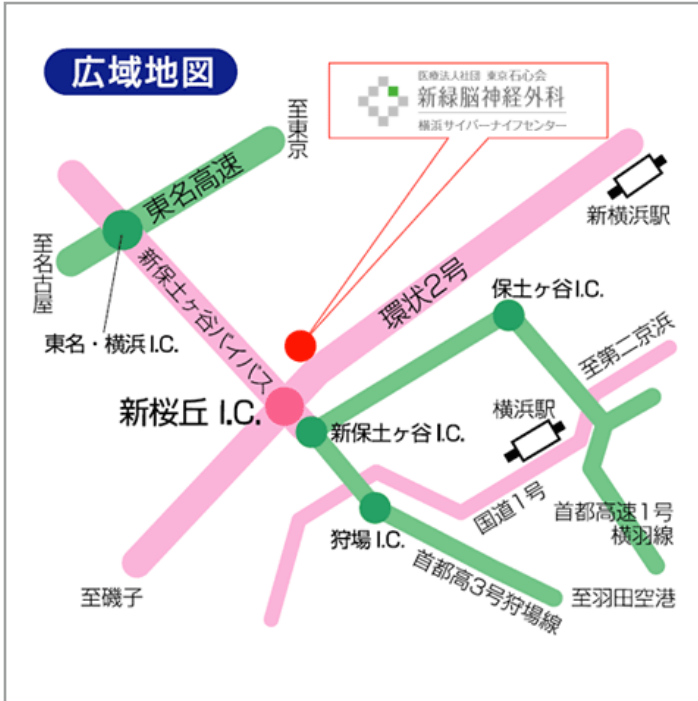 広域地図
医療法人社団 東京石心会
新緑脳神経外科
横浜サイバーナイフセンター
至東京
東名高速
新横浜駅
至名古屋
新保土ヶ谷バイパス
環状2号
保土ヶ谷I.C.
東名・横浜I.C.
至第二京浜
新桜丘 I.C.
横浜駅
新保土ヶ谷I.C.
国道1号
首都高速1号
横羽線
狩場I.C.
首都高3号狩場線
至磯子
至羽田空港